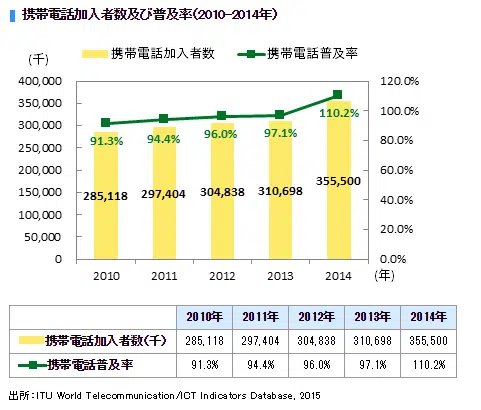 携帯電話加入者数及び普及率(2010-2014年)
(千)
携帯電話加入者数 携帯電話普及率
400,000 120.0%
350,000 100.0%
300,000 80.0%
250,000 60.0%
200,000 40.0%
150,000 20.0%
100,000 0.0%
50,000
0
91.3% 94.4% 96.0% 97.1% 110.2%
285,118 297,404 304,838 310,698 355,500
2010 2011 2012 2013 2014 (年)
2010年 2011年 2012年 2013年 2014年
携帯電話加入者数(千) 285,118 297,404 304,838 310,698 355,500
携帯電話普及率 91.3% 94.4% 96.0% 97.1% 110.2%
出所:ITU World Telecommunication/ICT Indicators Database, 2015